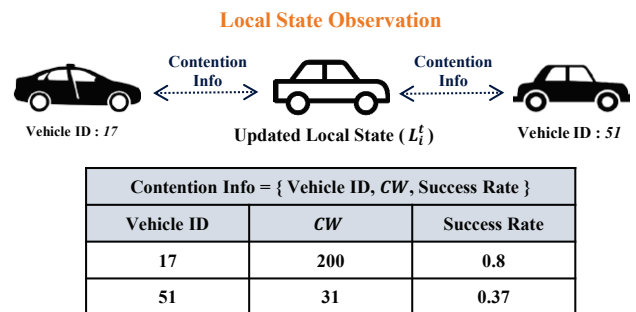 Local State Observation
Contention Info
Contention Info
Vehicle ID : 17
Updated Local State ( L_i^t )
Vehicle ID : 51
Contention Info = { Vehicle ID, CW, Success Rate }
Vehicle ID CW Success Rate
17 200 0.8
51 31 0.37